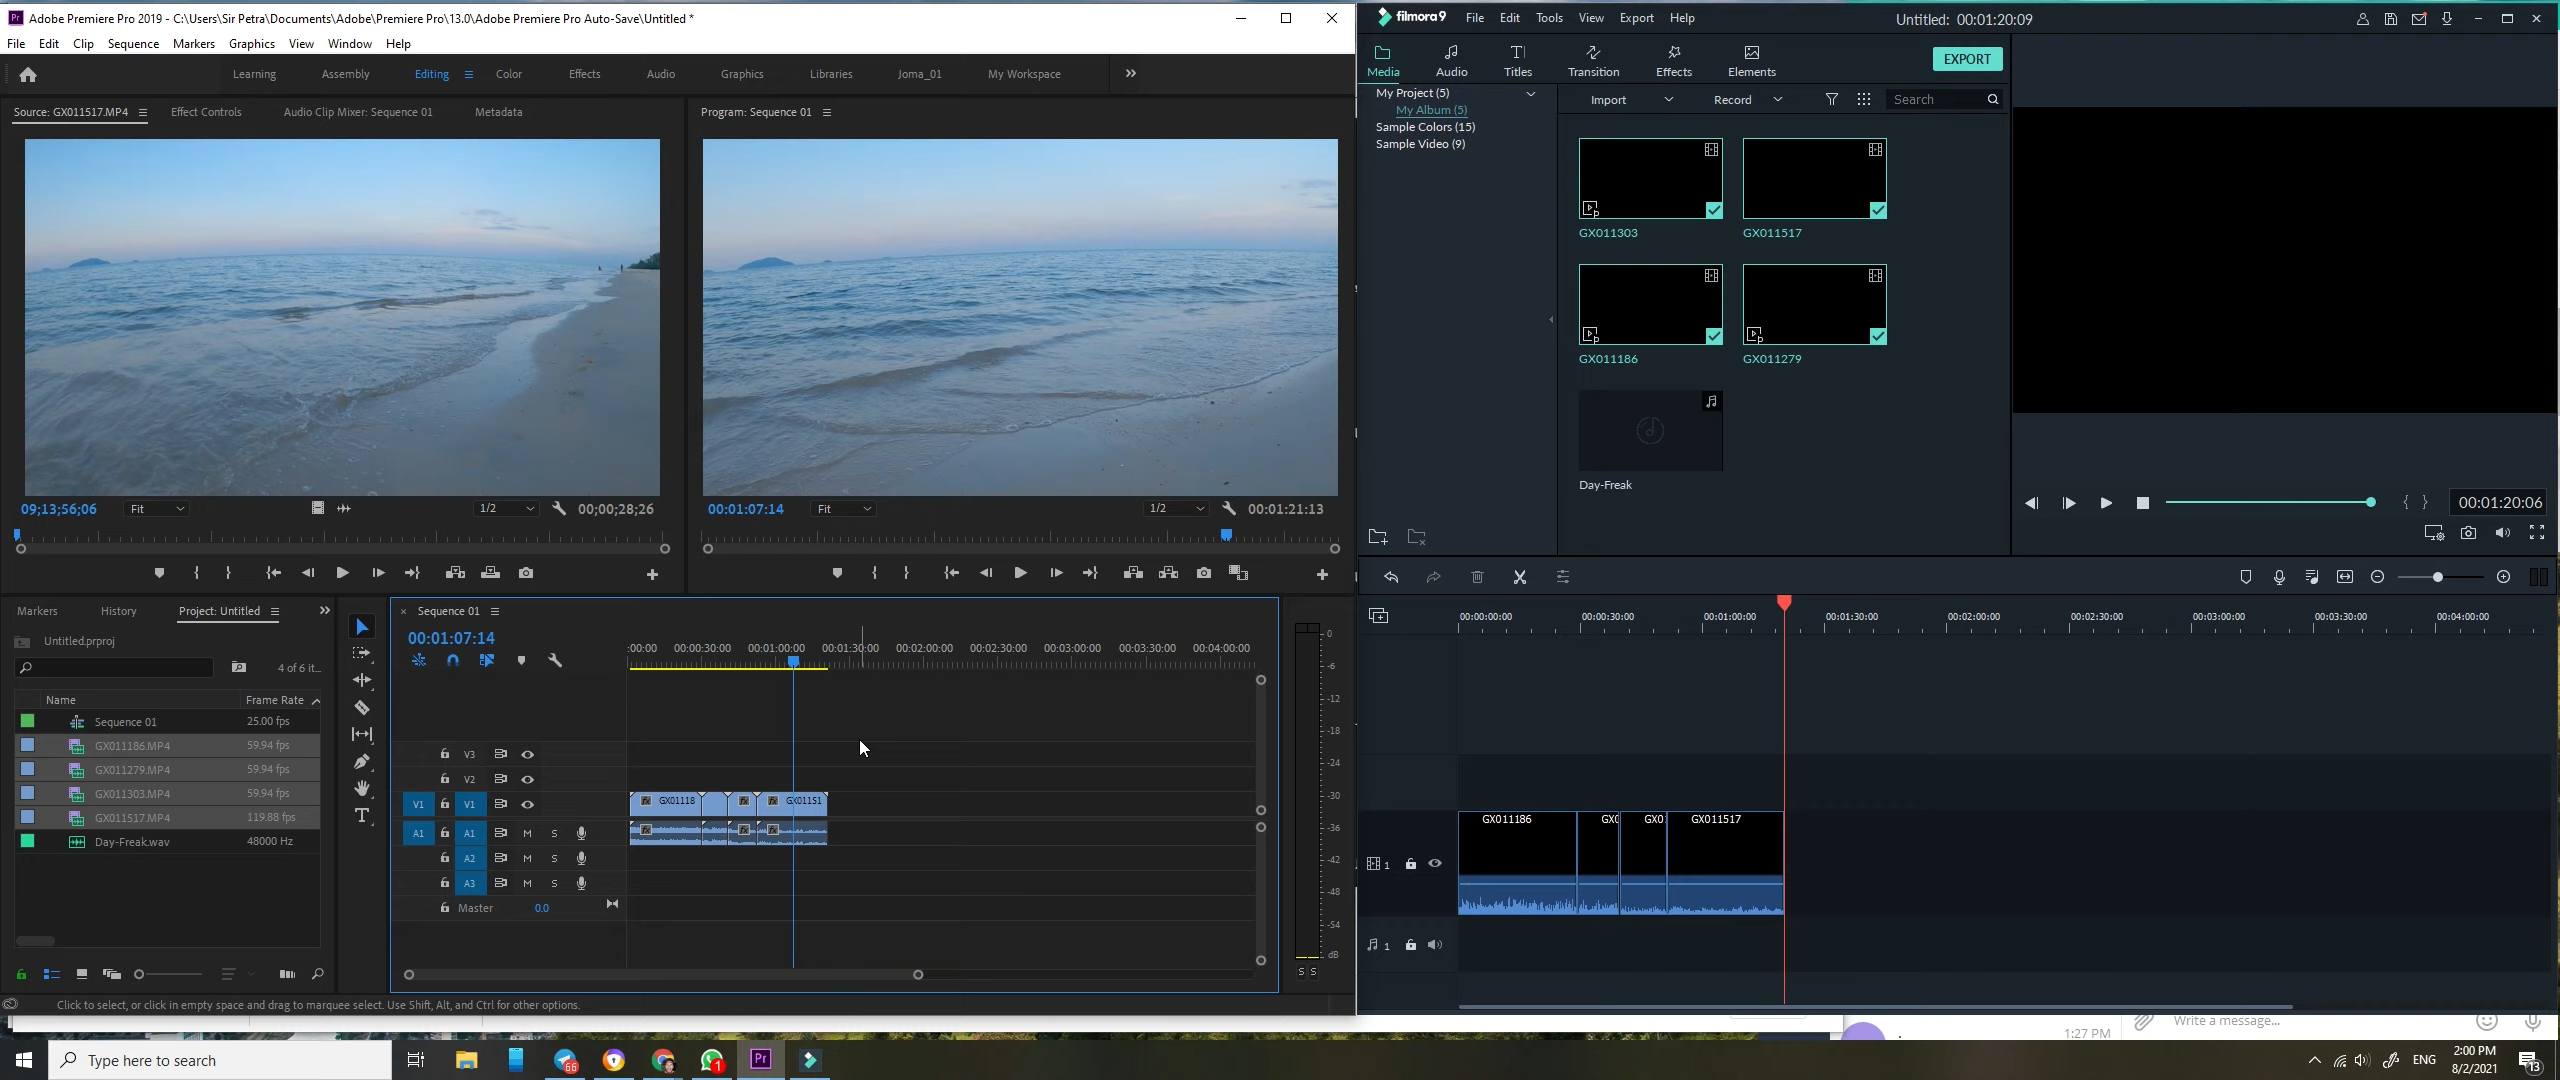 Adobe Premiere Pro 2019 - C:\Users\Sir Petra\Documents\Adobe\Premiere Pro\13.0\Adobe Premiere Pro Auto-Save\Untitled *
File Edit Clip Sequence Markers Graphics View Window Help
Learning Assembly Editing Color Effects Audio Graphics Libraries Joma_01 My Workspace
Source: GX011517.MP4 Effect Controls Audio Clip Mixer: Sequence 01 Metadata
Program: Sequence 01
09;13;56;06 Fit 1/2 00;00;28;26
00:01:07:14 Fit 1/2 00:01:21:13
Markers History Project: Untitled
Untitled.prproj
4 of 6 it...
Name Frame Rate
Sequence 01 25.00 fps
GX011186.MP4 59.94 fps
GX011279.MP4 59.94 fps
GX011303.MP4 59.94 fps
GX011517.MP4 119.88 fps
Day-Freak.wav 48000 Hz
Sequence 01
00:01:07:14
:00:00 00:00:30:00 00:01:00:00 00:01:30:00 00:02:00:00 00:02:30:00 00:03:00:00 00:03:30:00 00:04:00:00
V3
V2
V1 V1 fx GX01118 fx fx GX01151
A1 A1 M S fx fx fx
A2 M S
A3 M S
Master 0.0
0
-6
-12
-18
-24
-30
-36
-42
-48
-54
dB
S S
Click to select, or click in empty space and drag to marquee select. Use Shift, Alt, and Ctrl for other options.
filmora9 File Edit Tools View Export Help Untitled: 00:01:20:09
Media Audio Titles Transition Effects Elements EXPORT
My Project (5)
My Album (5)
Sample Colors (15)
Sample Video (9)
Import Record Search
GX011303 GX011517
GX011186 GX011279
Day-Freak
00:01:20:06
00:00:00:00 00:00:30:00 00:01:00:00 00:01:30:00 00:02:00:00 00:02:30:00 00:03:00:00 00:03:30:00 00:04:00:00
GX011186 GX0 GX0 GX011517
1
1
1:27 PM Write a message...
Type here to search
66
1
Pr
ENG
2:00 PM
8/2/2021
13